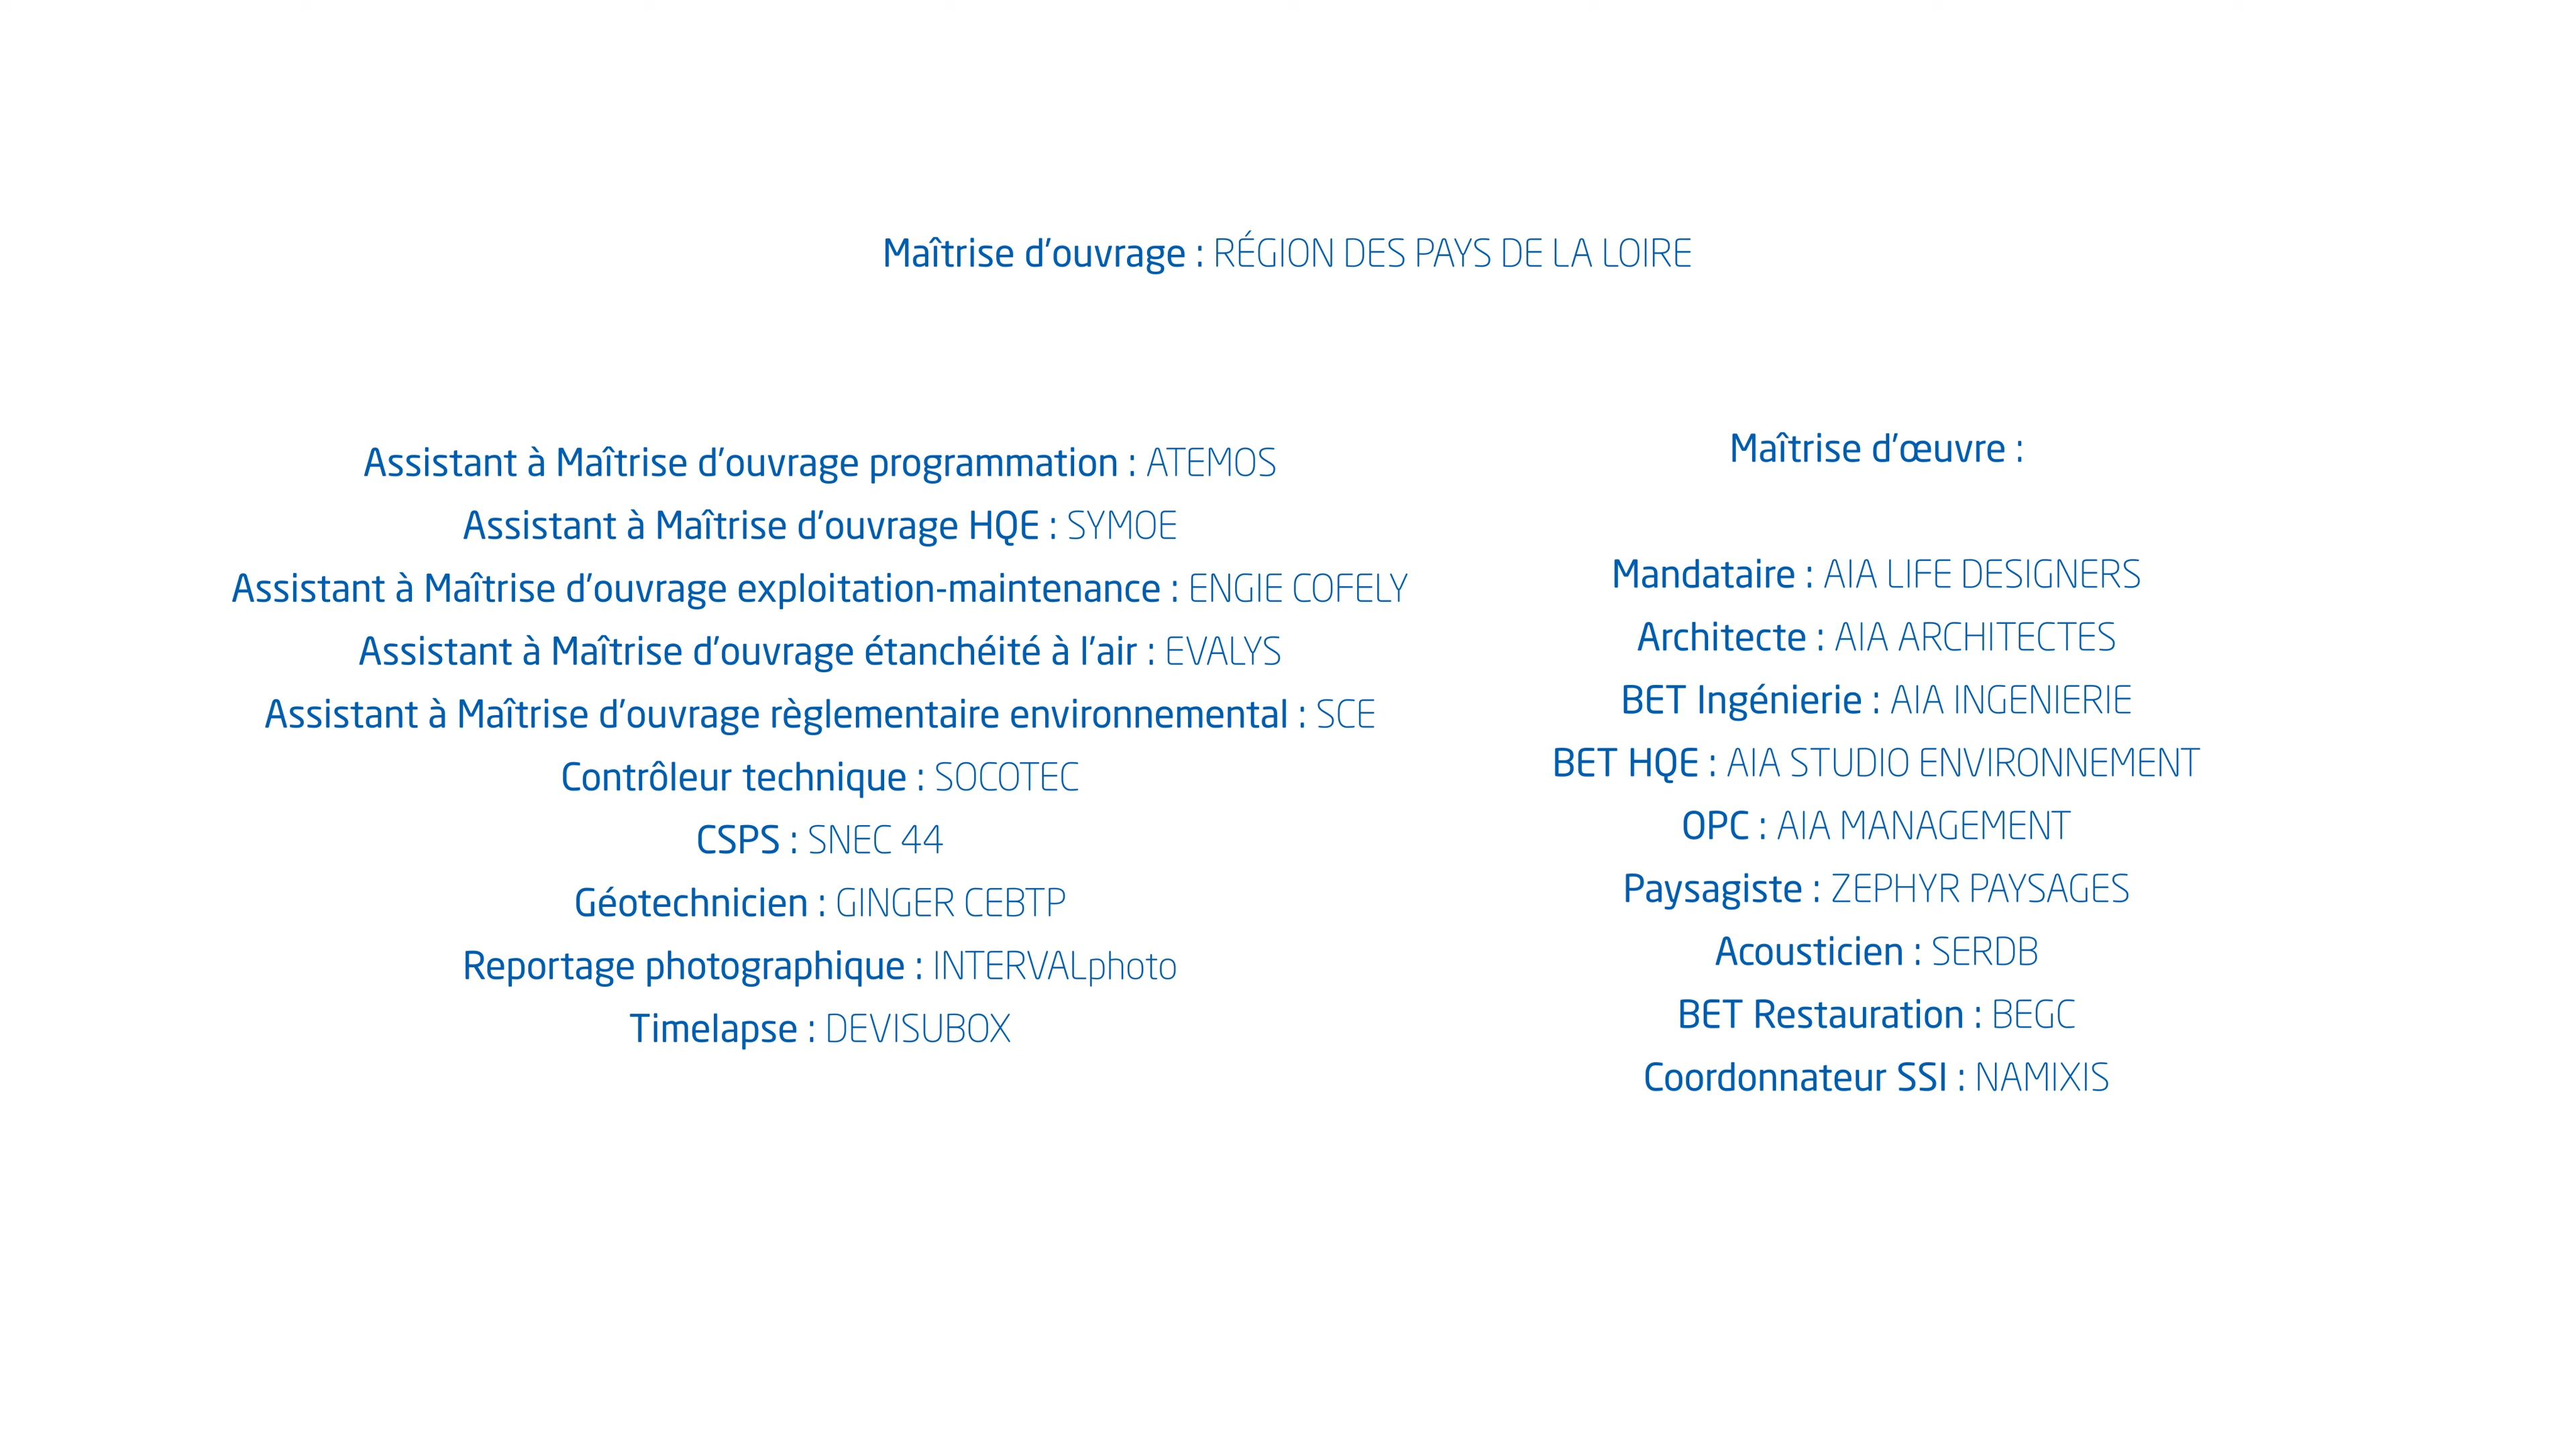 Maîtrise d'ouvrage : RÉGION DES PAYS DE LA LOIRE
Assistant à Maîtrise d'ouvrage programmation : ATEMOS
Assistant à Maîtrise d'ouvrage HQE : SYMOE
Assistant à Maîtrise d'ouvrage exploitation-maintenance : ENGIE COFELY
Assistant à Maîtrise d'ouvrage étanchéité à l'air : EVALYS
Assistant à Maîtrise d'ouvrage règlementaire environnemental : SCE
Contrôleur technique : SOCOTEC
CSPS : SNEC 44
Géotechnicien : GINGER CEBTP
Reportage photographique : INTERVALphoto
Timelapse : DEVISUBOX
Maîtrise d'œuvre :
Mandataire : AIA LIFE DESIGNERS
Architecte : AIA ARCHITECTES
BET Ingénierie : AIA INGENIERIE
BET HQE : AIA STUDIO ENVIRONNEMENT
OPC : AIA MANAGEMENT
Paysagiste : ZEPHYR PAYSAGES
Acousticien : SERDB
BET Restauration : BEGC
Coordonnateur SSI : NAMIXIS